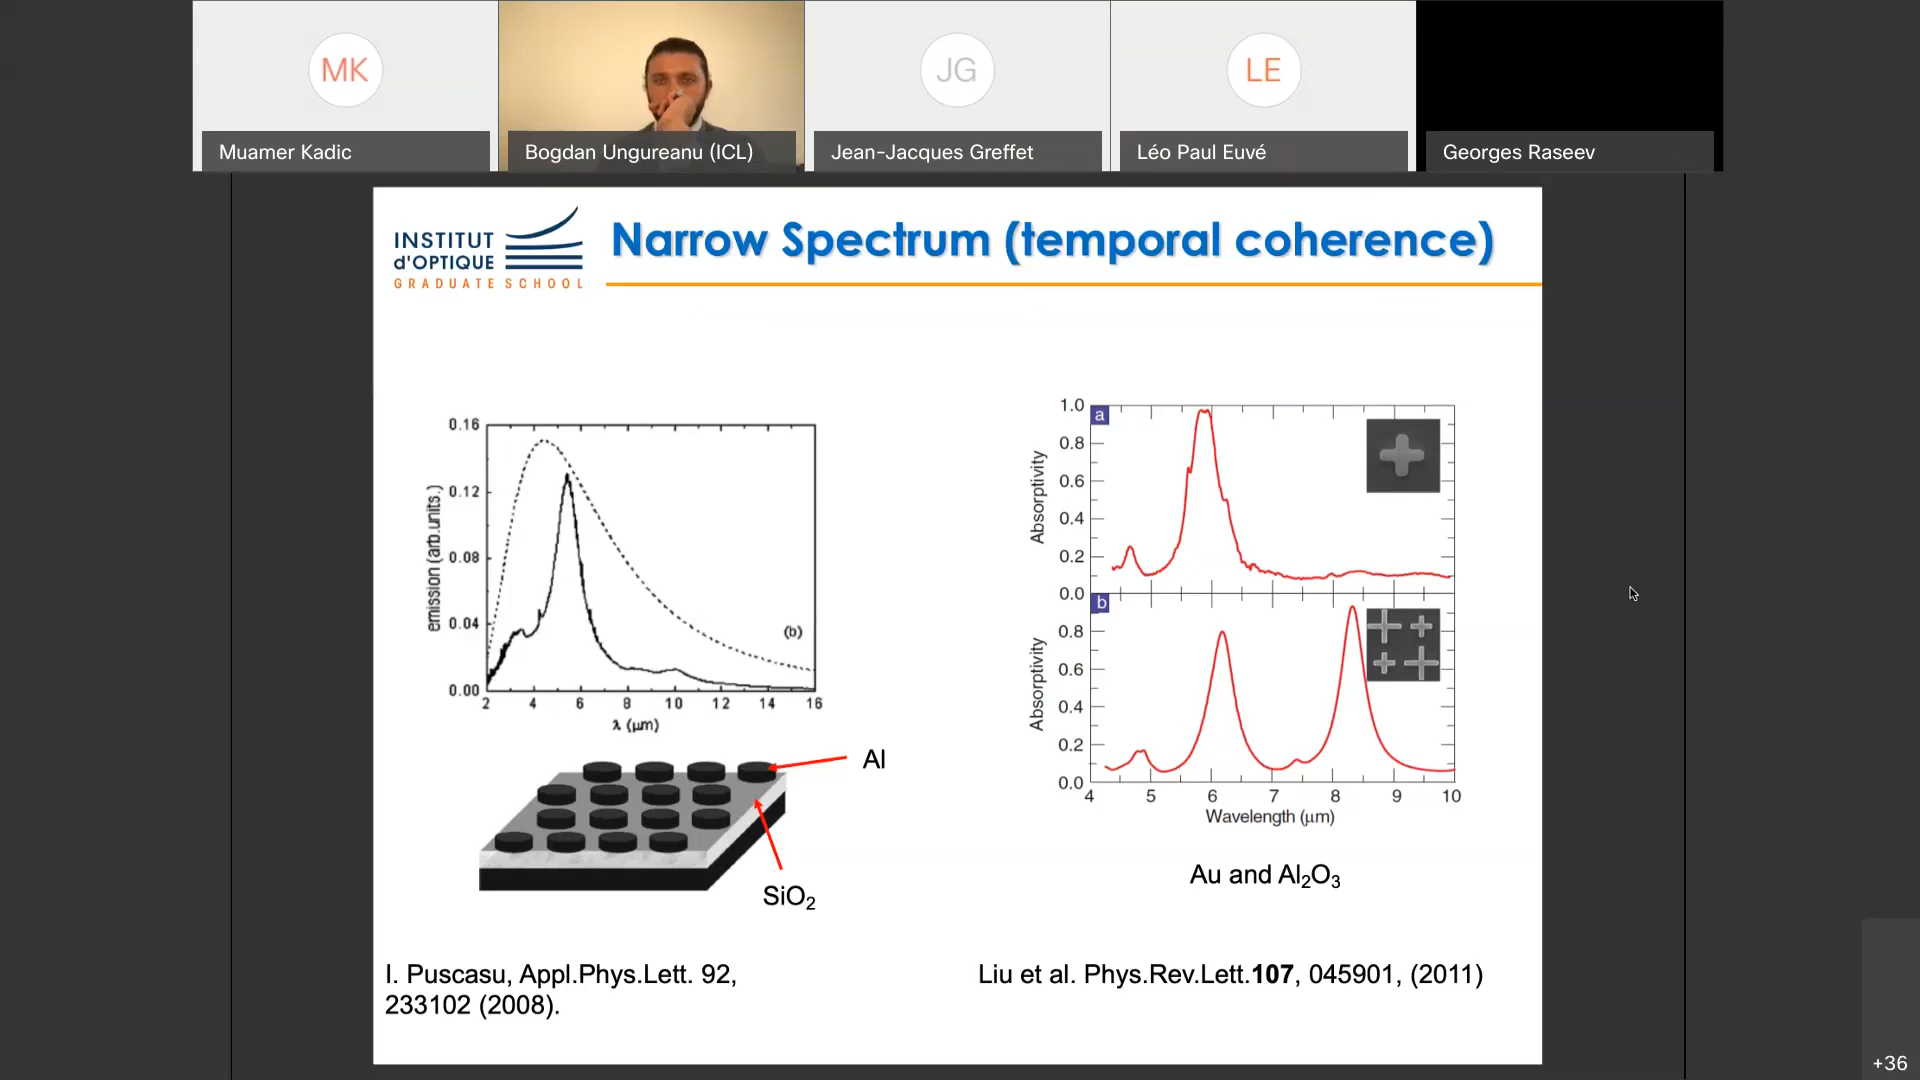 MK
JG
LE
Muamer Kadic
Bogdan Ungureanu (ICL)
Jean-Jacques Greffet
Léo Paul Euvé
Georges Raseev
INSTITUT
d'OPTIQUE
GRADUATE SCHOOL
Narrow Spectrum (temporal coherence)
0.16
0.12
0.08
0.04
0.00
emission (arb.units.)
(b)
2 4 6 8 10 12 14 16
λ (μm)
Al
SiO₂
a
1.0
0.8
0.6
0.4
0.2
0.0
Absorptivity
b
0.8
0.6
0.4
0.2
0.0
Absorptivity
4 5 6 7 8 9 10
Wavelength (μm)
Au and Al₂O₃
I. Puscasu, Appl.Phys.Lett. 92,
233102 (2008).
Liu et al. Phys.Rev.Lett.107, 045901, (2011)
+36